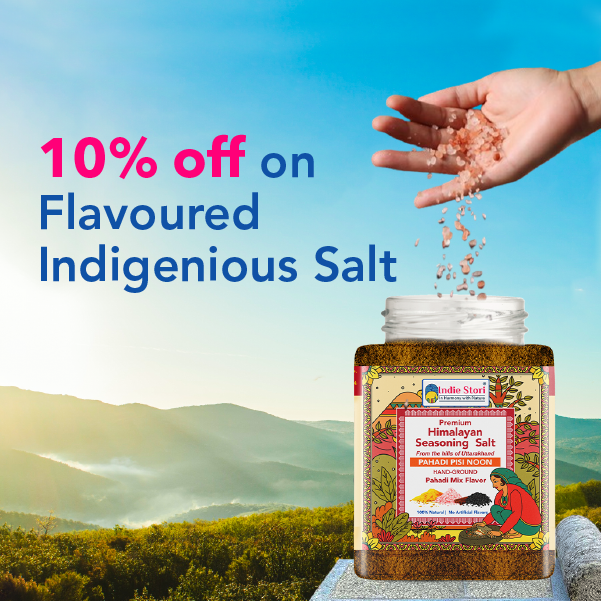 10% off on
Flavoured
Indigenious Salt
Indie Stori
In Harmony with Nature
Premium
Himalayan
Seasoning Salt
From the hills of Uttarakhand
PAHADI PISI NOON
HAND-GROUND
Pahadi Mix Flavor
100% Natural | No Artificial Flavors